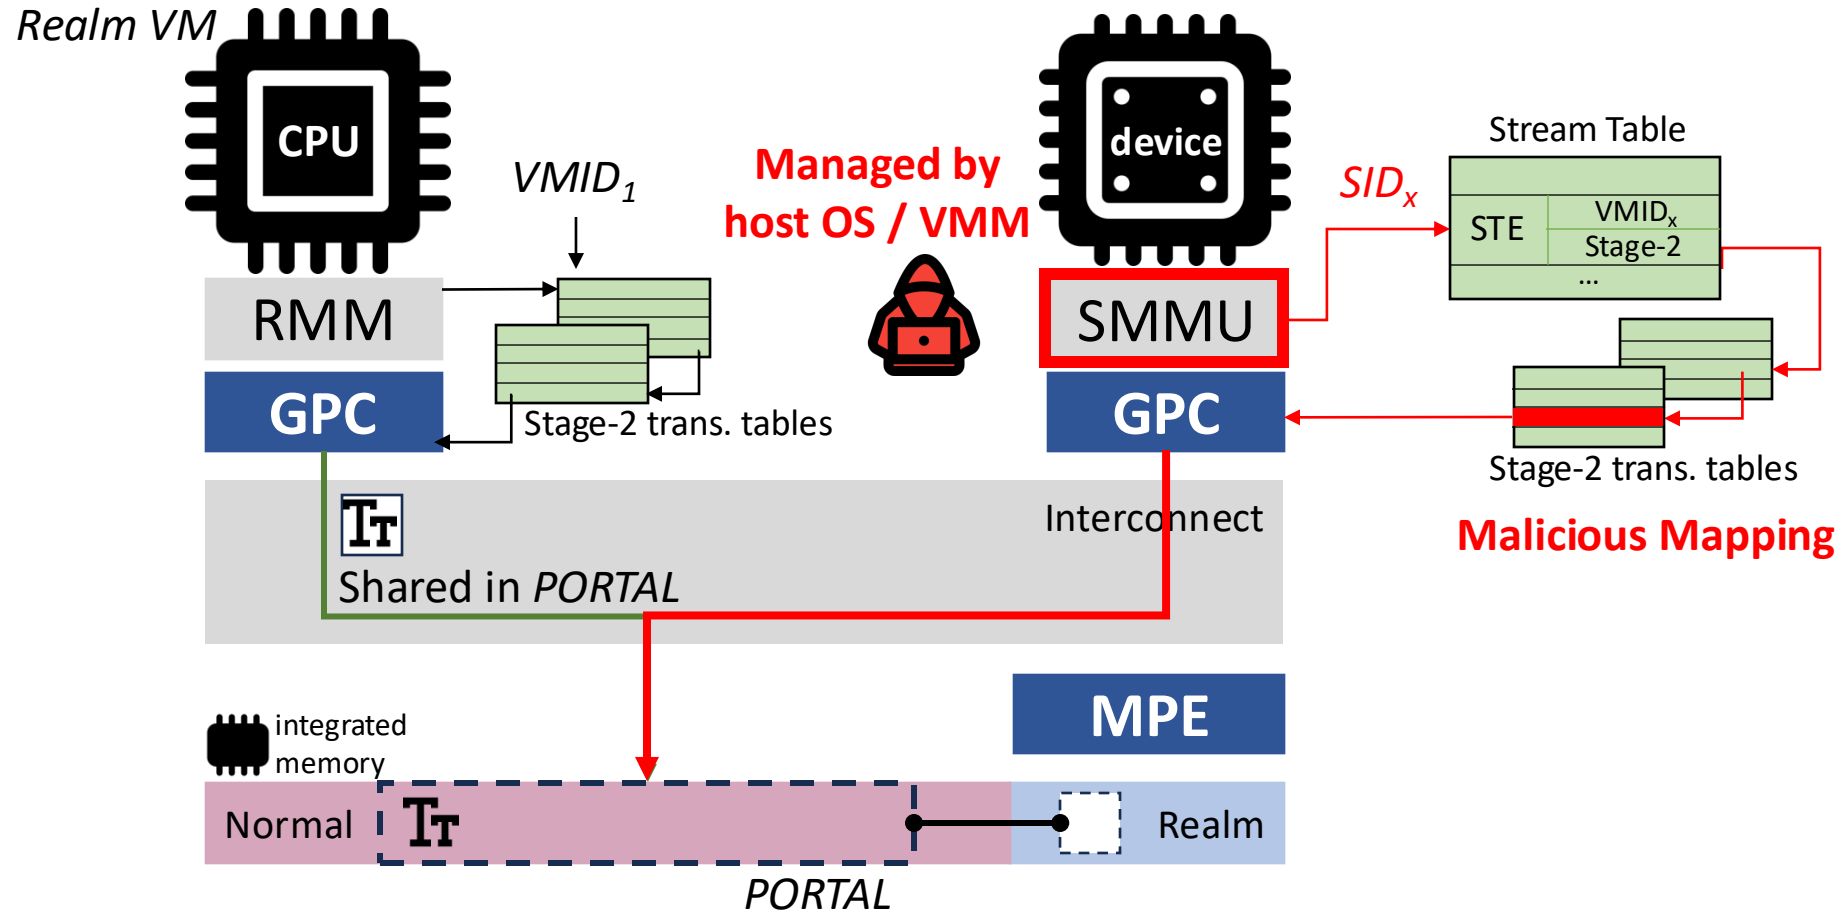 Realm VM
CPU
device
VMID1
Managed by
host OS / VMM
SIDx
Stream Table
STE
VMIDx
Stage-2
...
RMM
SMMU
GPC
GPC
Stage-2 trans. tables
Stage-2 trans. tables
Malicious Mapping
TT
Interconnect
Shared in PORTAL
MPE
integrated
memory
Normal
TT
Realm
PORTAL